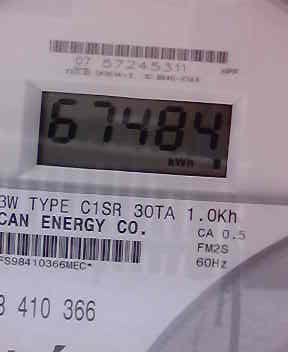 07 57245311
67484
kWh
3W TYPE C1SR 30TA 1.0Kh
CAN ENERGY CO.
CA 0.5
FM2S
FS98410366MEC*
60Hz
410 366